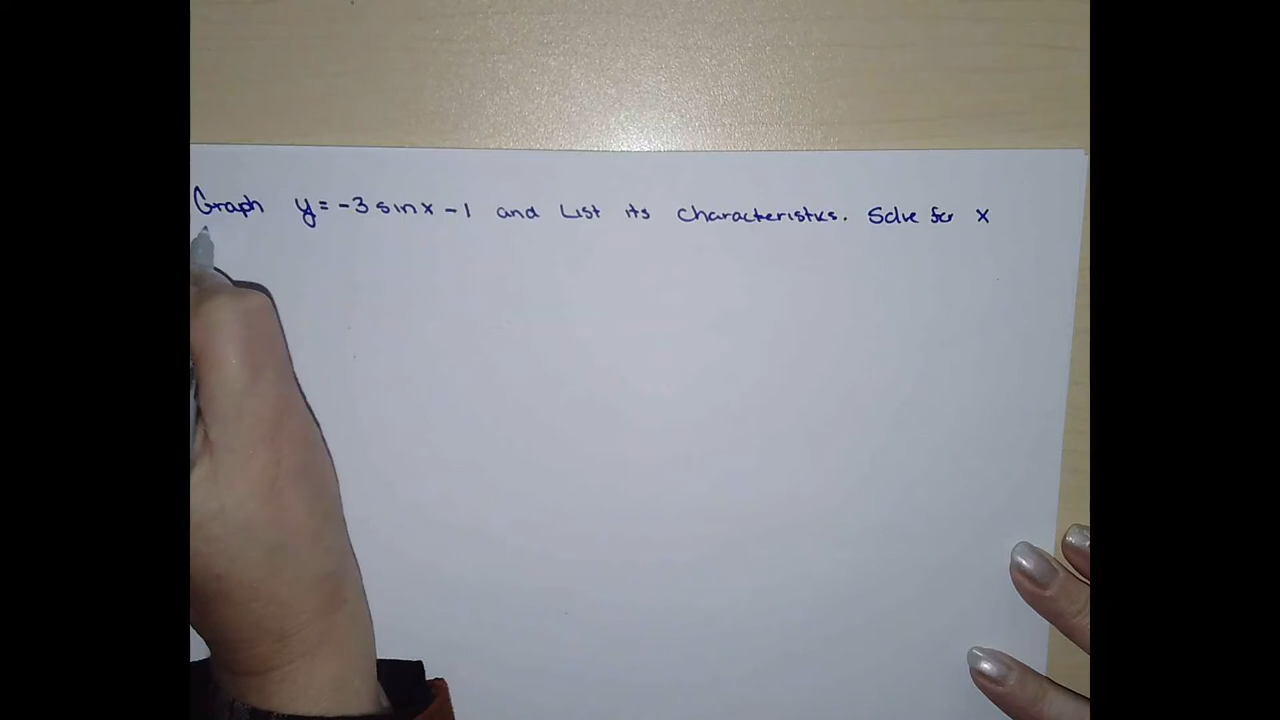 Graph y = -3 sin x - 1 and List its characteristics. Solve for x